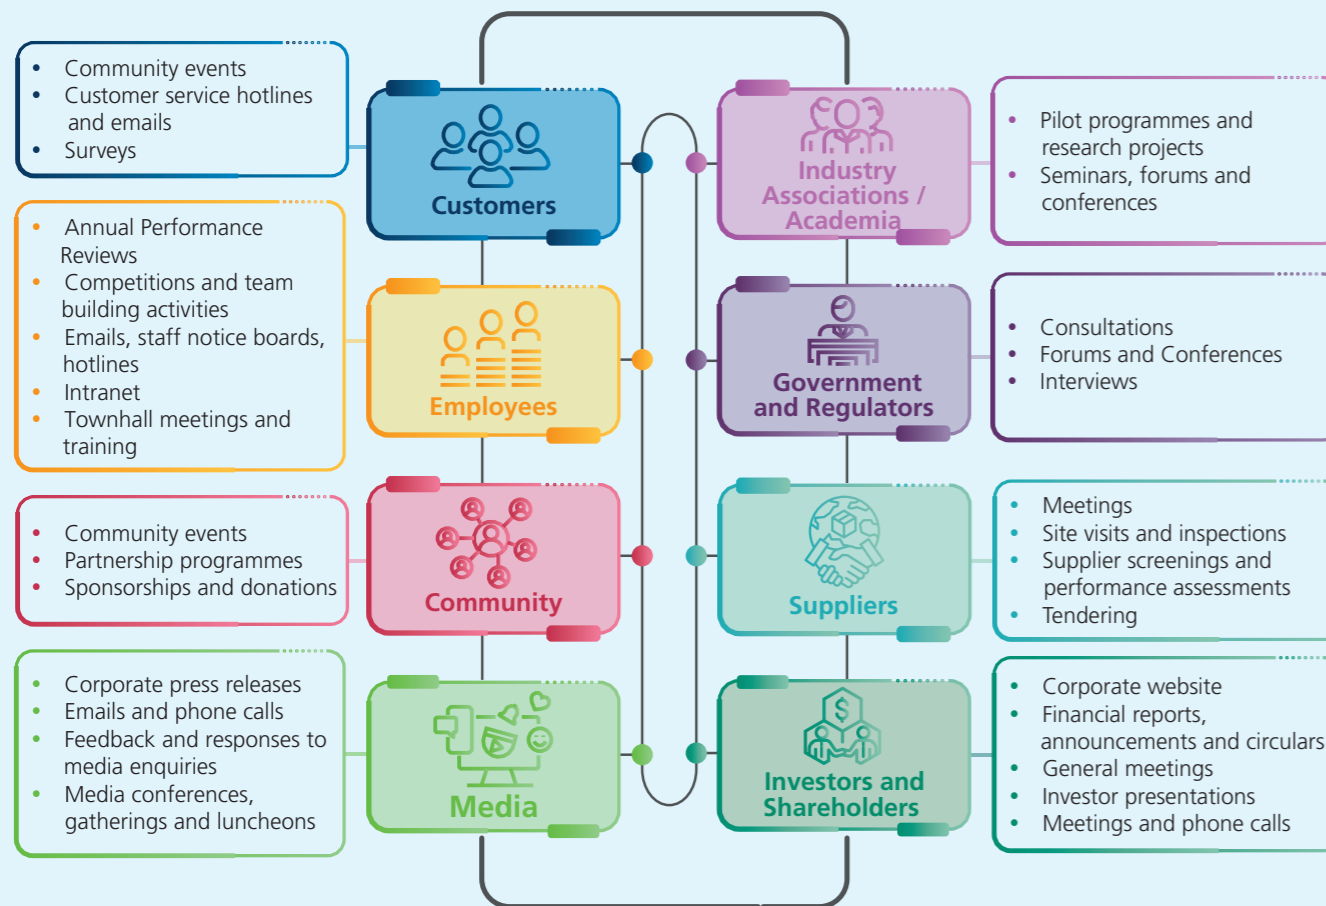 • Community events
• Customer service hotlines
and emails
• Surveys
Customers
• Annual Performance
Reviews
• Competitions and team
building activities
• Emails, staff notice boards,
hotlines
• Intranet
• Townhall meetings and
training
Employees
• Community events
• Partnership programmes
• Sponsorships and donations
Community
• Corporate press releases
• Emails and phone calls
• Feedback and responses to
media enquiries
• Media conferences,
gatherings and luncheons
Media
Industry
Associations /
Academia
• Pilot programmes and
research projects
• Seminars, forums and
conferences
Government
and Regulators
• Consultations
• Forums and Conferences
• Interviews
Suppliers
• Meetings
• Site visits and inspections
• Supplier screenings and
performance assessments
• Tendering
$
Investors and
Shareholders
• Corporate website
• Financial reports,
announcements and circulars
• General meetings
• Investor presentations
• Meetings and phone calls